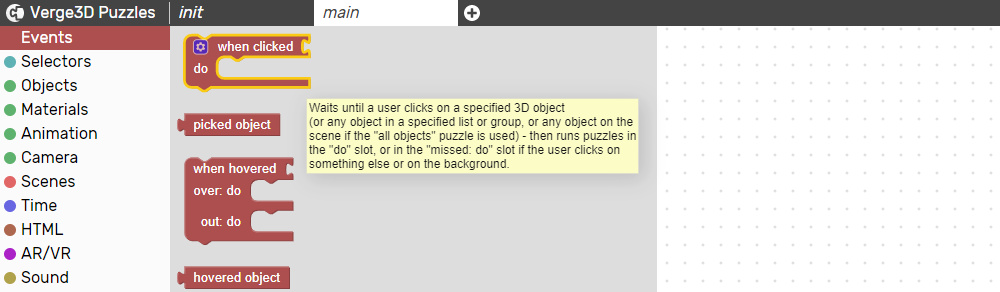 Verge3D Puzzles
init
main
Events
Selectors
Objects
Materials
Animation
Camera
Scenes
Time
HTML
AR/VR
Sound
when clicked
do
picked object
when hovered
over: do
out: do
hovered object
Waits until a user clicks on a specified 3D object
(or any object in a specified list or group, or any object on the
scene if the "all objects" puzzle is used) - then runs puzzles in
the "do" slot, or in the "missed: do" slot if the user clicks on
something else or on the background.